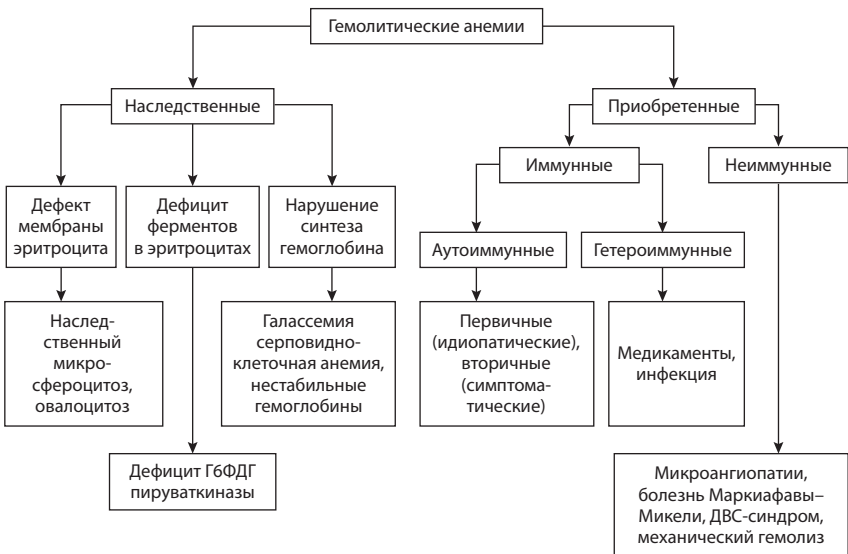 Гемолитические анемии
Наследственные
Приобретенные
Иммунные
Неиммунные
Дефект
мембраны
эритроцита
Дефицит
ферментов
в эритроцитах
Нарушение
синтеза
гемоглобина
Аутоиммунные
Гетероиммунные
Наслед-
ственный
микро-
сфероцитоз,
овалоцитоз
Галассемия
серповидно-
клеточная анемия,
нестабильные
гемоглобины
Первичные
(идиопатические),
вторичные
(симптома-
тические)
Медикаменты,
инфекция
Дефицит Г6ФДГ
пируваткиназы
Микроангиопатии,
болезнь Маркиафавы–
Микели, ДВС-синдром,
механический гемолиз